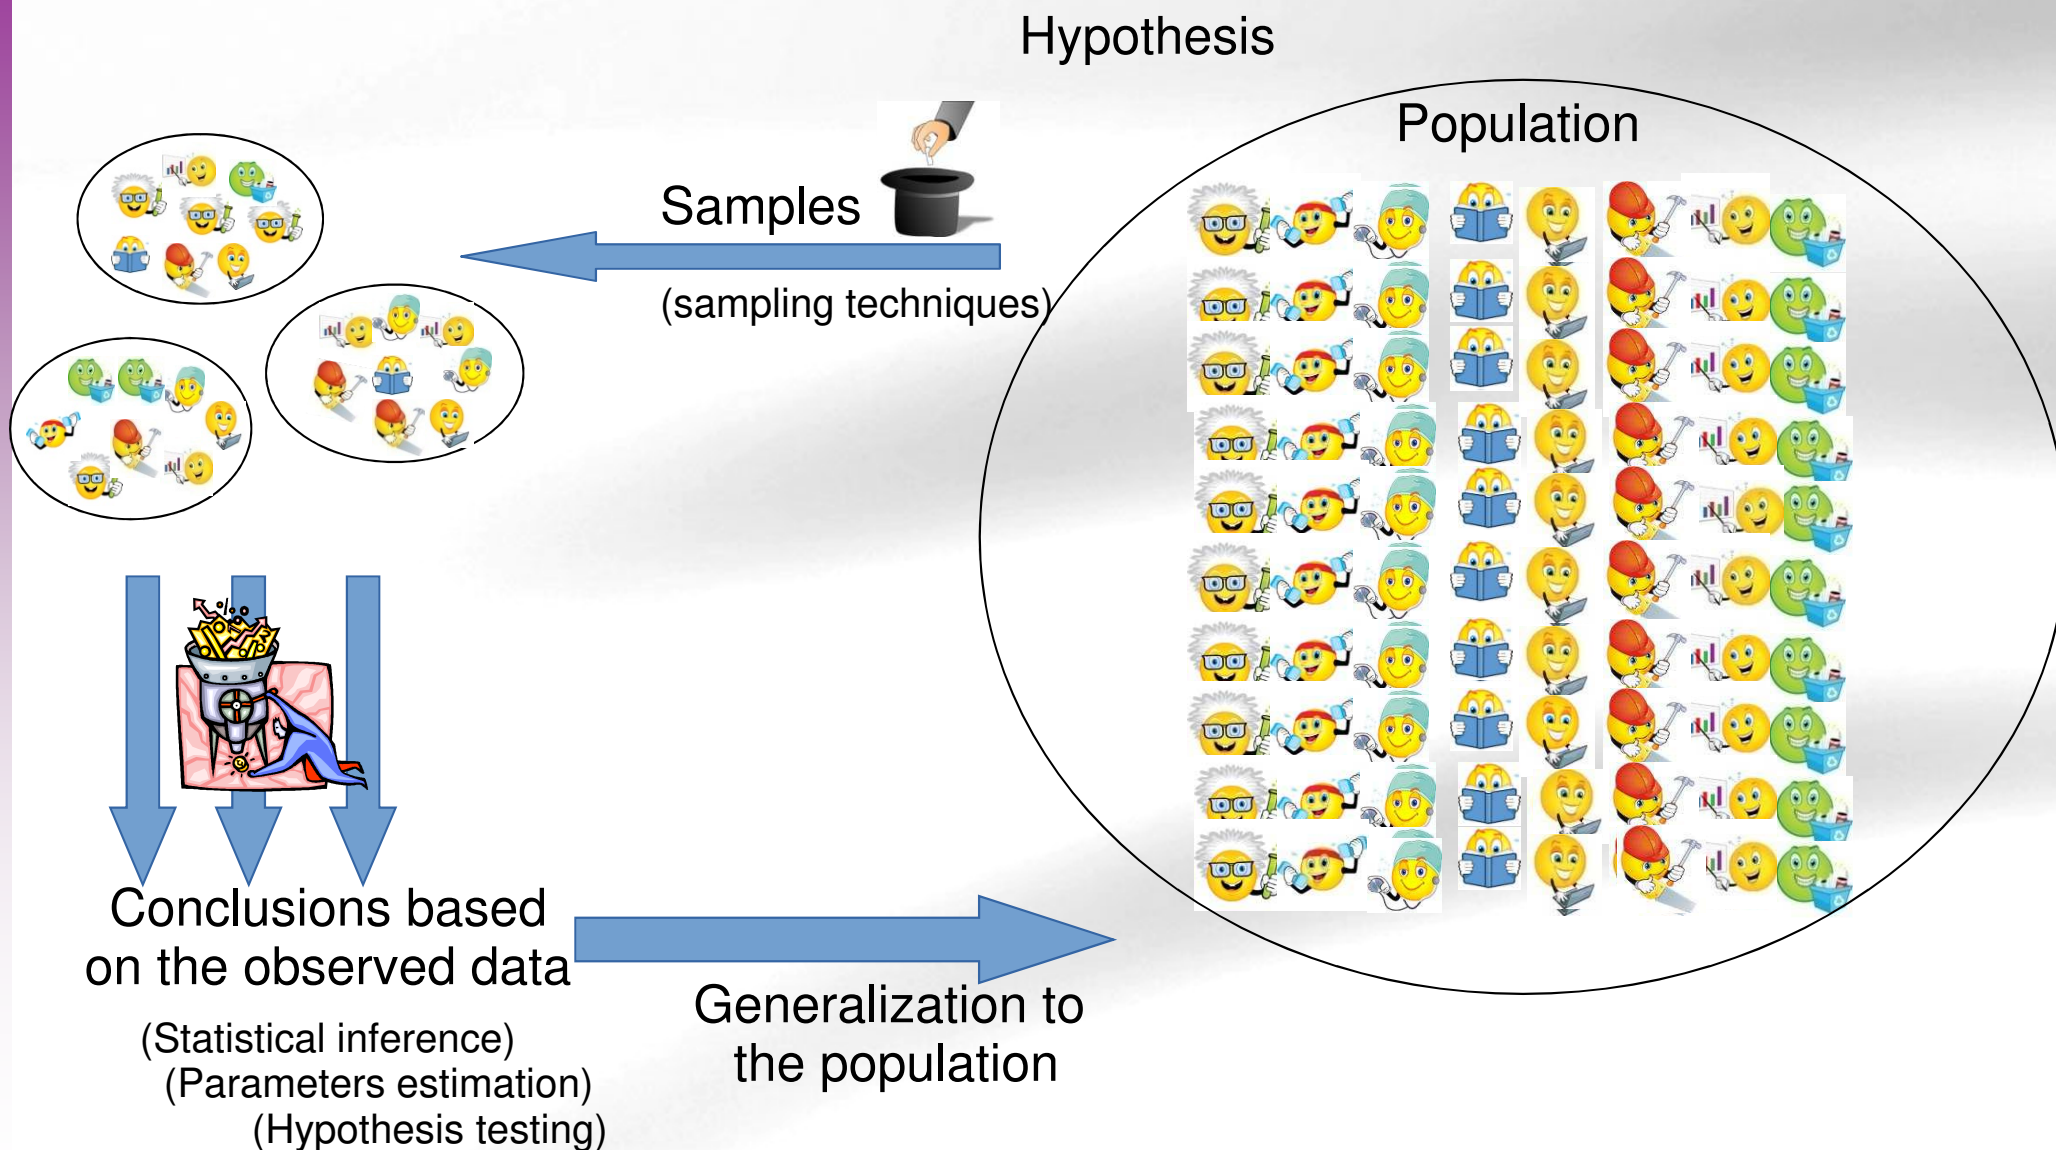 Hypothesis
Population
Samples
(sampling techniques)
Conclusions based
on the observed data
(Statistical inference)
(Parameters estimation)
(Hypothesis testing)
Generalization to
the population